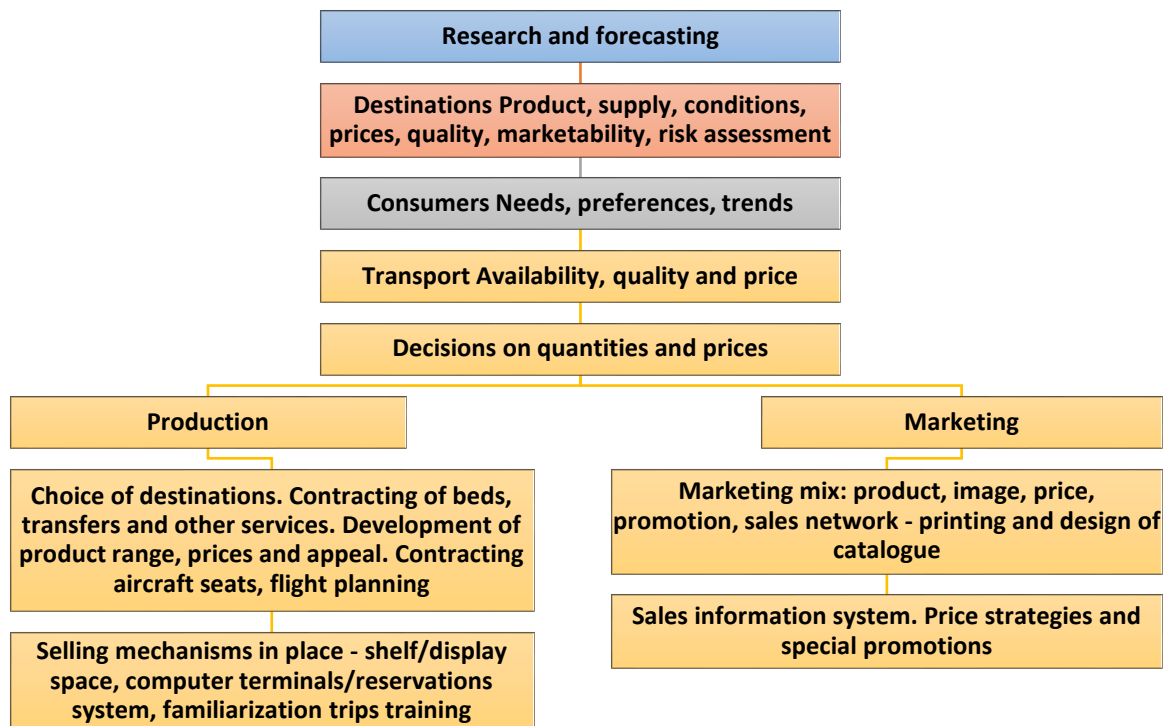 Research and forecasting
Destinations Product, supply, conditions,
prices, quality, marketability, risk assessment
Consumers Needs, preferences, trends
Transport Availability, quality and price
Decisions on quantities and prices
Production
Choice of destinations. Contracting of beds,
transfers and other services. Development of
product range, prices and appeal. Contracting
aircraft seats, flight planning
Selling mechanisms in place - shelf/display
space, computer terminals/reservations
system, familiarization trips training
Marketing
Marketing mix: product, image, price,
promotion, sales network - printing and design of
catalogue
Sales information system. Price strategies and
special promotions